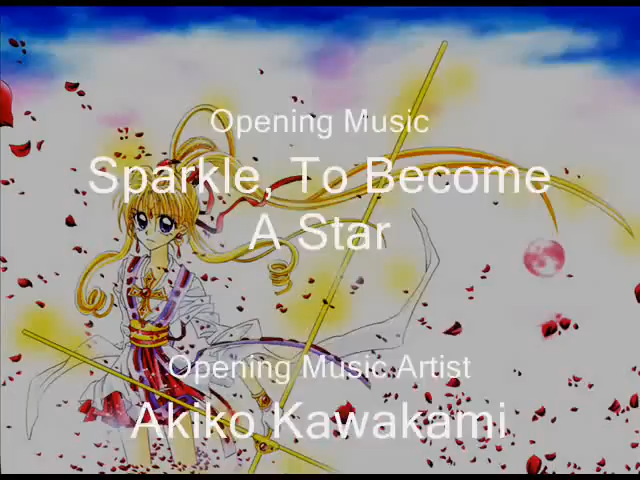 Opening Music
Sparkle, To Become
A Star
Opening Music Artist
Akiko Kawakami